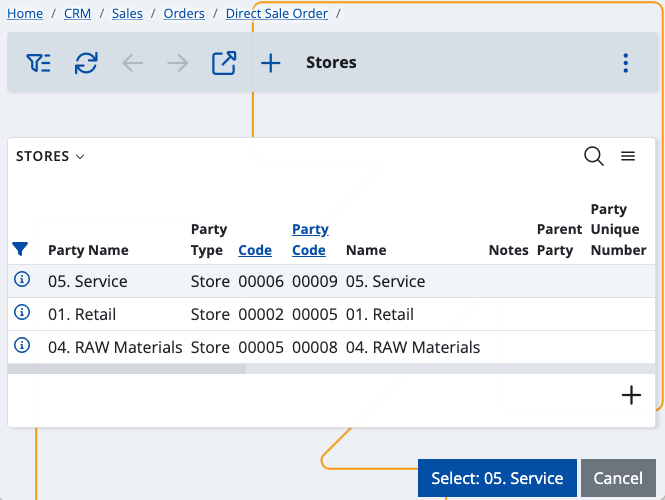 Home / CRM / Sales / Orders / Direct Sale Order /
Stores
STORES
Party Name Party Type Code Party Code Name Notes Parent Party Party Unique Number
05. Service Store 00006 00009 05. Service
01. Retail Store 00002 00005 01. Retail
04. RAW Materials Store 00005 00008 04. RAW Materials
Select: 05. Service Cancel